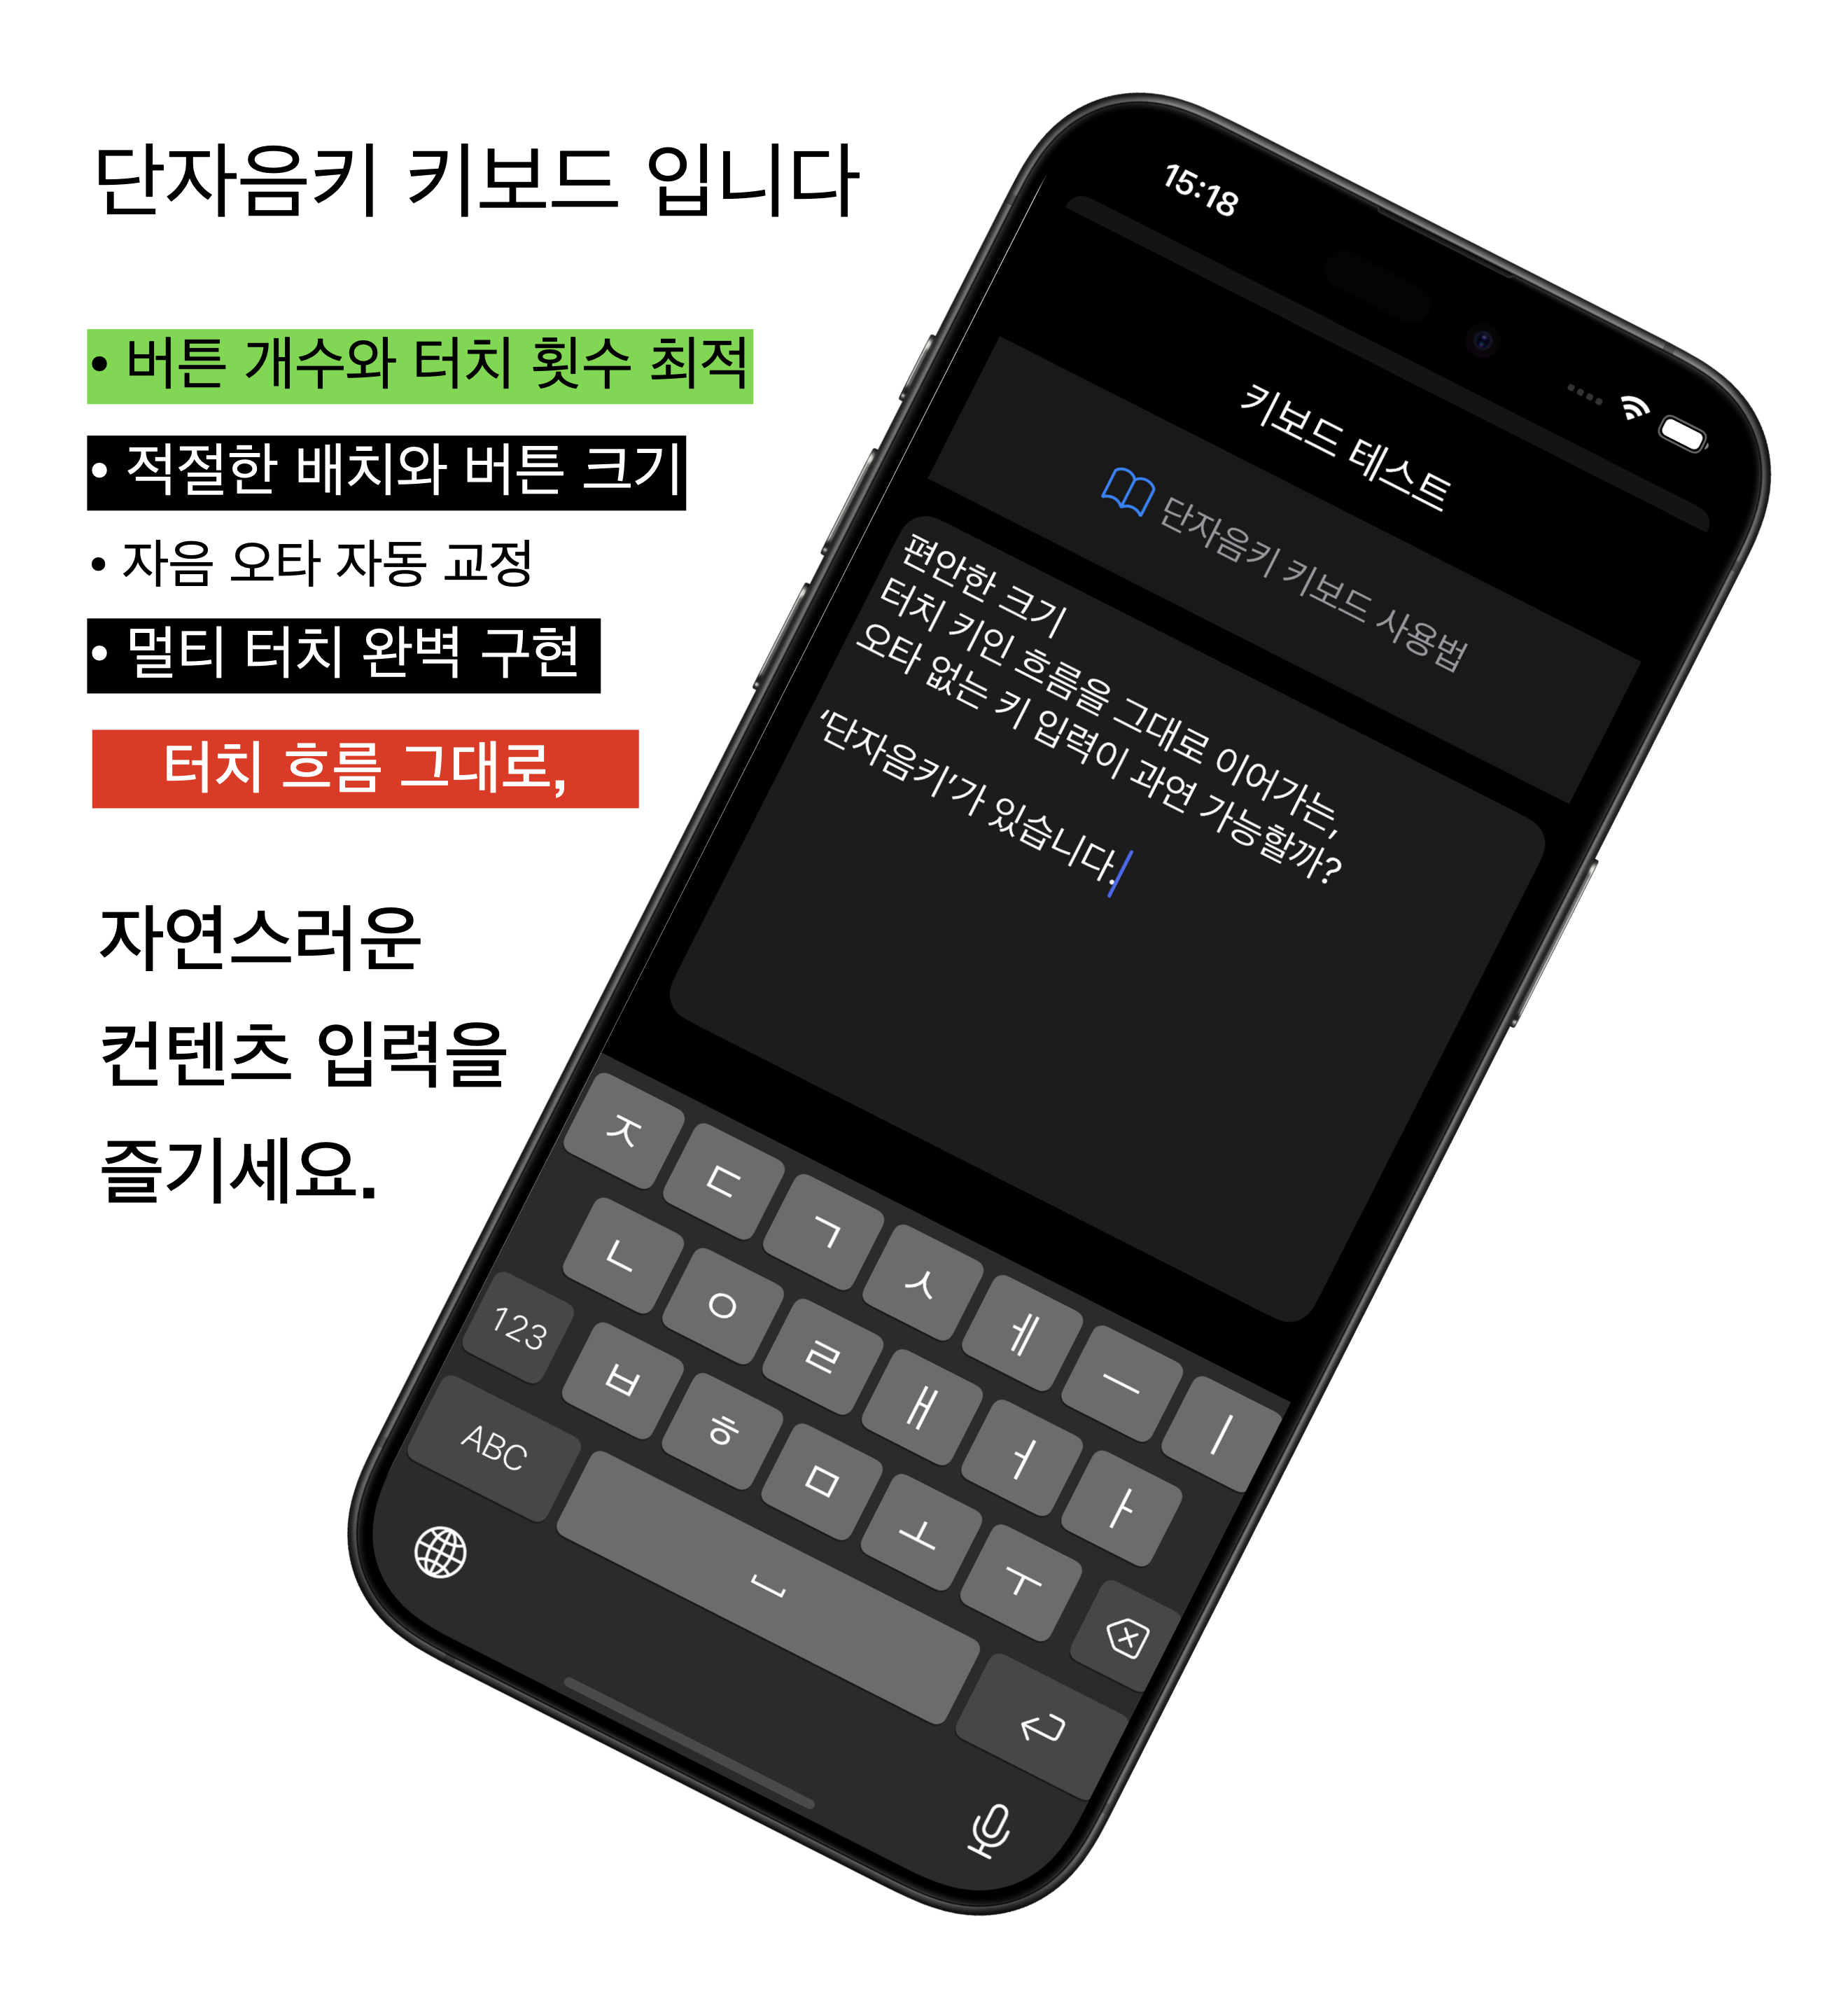 단자음키 키보드 입니다
• 버튼 개수와 터치 횟수 최적
• 적절한 배치와 버튼 크기
• 자음 오타 자동 교정
• 멀티 터치 완벽 구현
터치 흐름 그대로,
자연스러운
컨텐츠 입력을
즐기세요.
15:18
키보드 테스트
단자음키 키보드 사용법
편안한 크기
터치 키인 흐름을 그대로 이어가는,
오타 없는 키 입력이 과연 가능할까?
'단자음키'가 있습니다.
ㅈ ㄷ ㄱ ㅅ ㅔ ㅡ ㅣ
ㄴ ㅇ ㄹ ㅐ ㅓ ㅏ
123 ㅂ ㅎ ㅁ ㅗ ㅜ
ABC